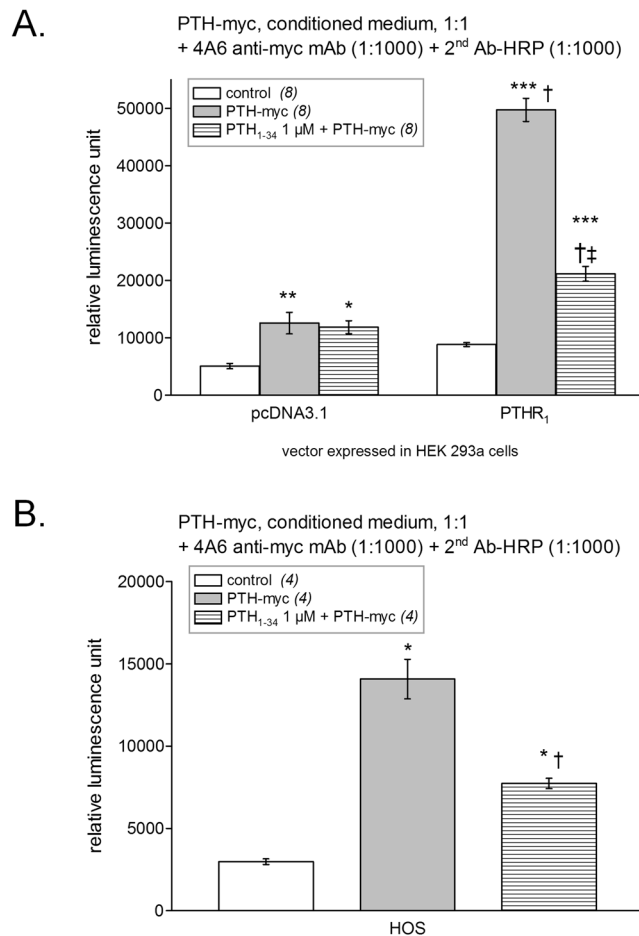 A.
PTH-myc, conditioned medium, 1:1
+ 4A6 anti-myc mAb (1:1000) + 2nd Ab-HRP (1:1000)
control (8)
PTH-myc (8)
PTH1-34 1 µM + PTH-myc (8)
relative luminescence unit
50000
40000
30000
20000
10000
0
**
*
*** †
***
†‡
pcDNA3.1
PTHR1
vector expressed in HEK 293a cells
B.
PTH-myc, conditioned medium, 1:1
+ 4A6 anti-myc mAb (1:1000) + 2nd Ab-HRP (1:1000)
control (4)
PTH-myc (4)
PTH1-34 1 µM + PTH-myc (4)
relative luminescence unit
20000
15000
10000
5000
0
*
* †
HOS